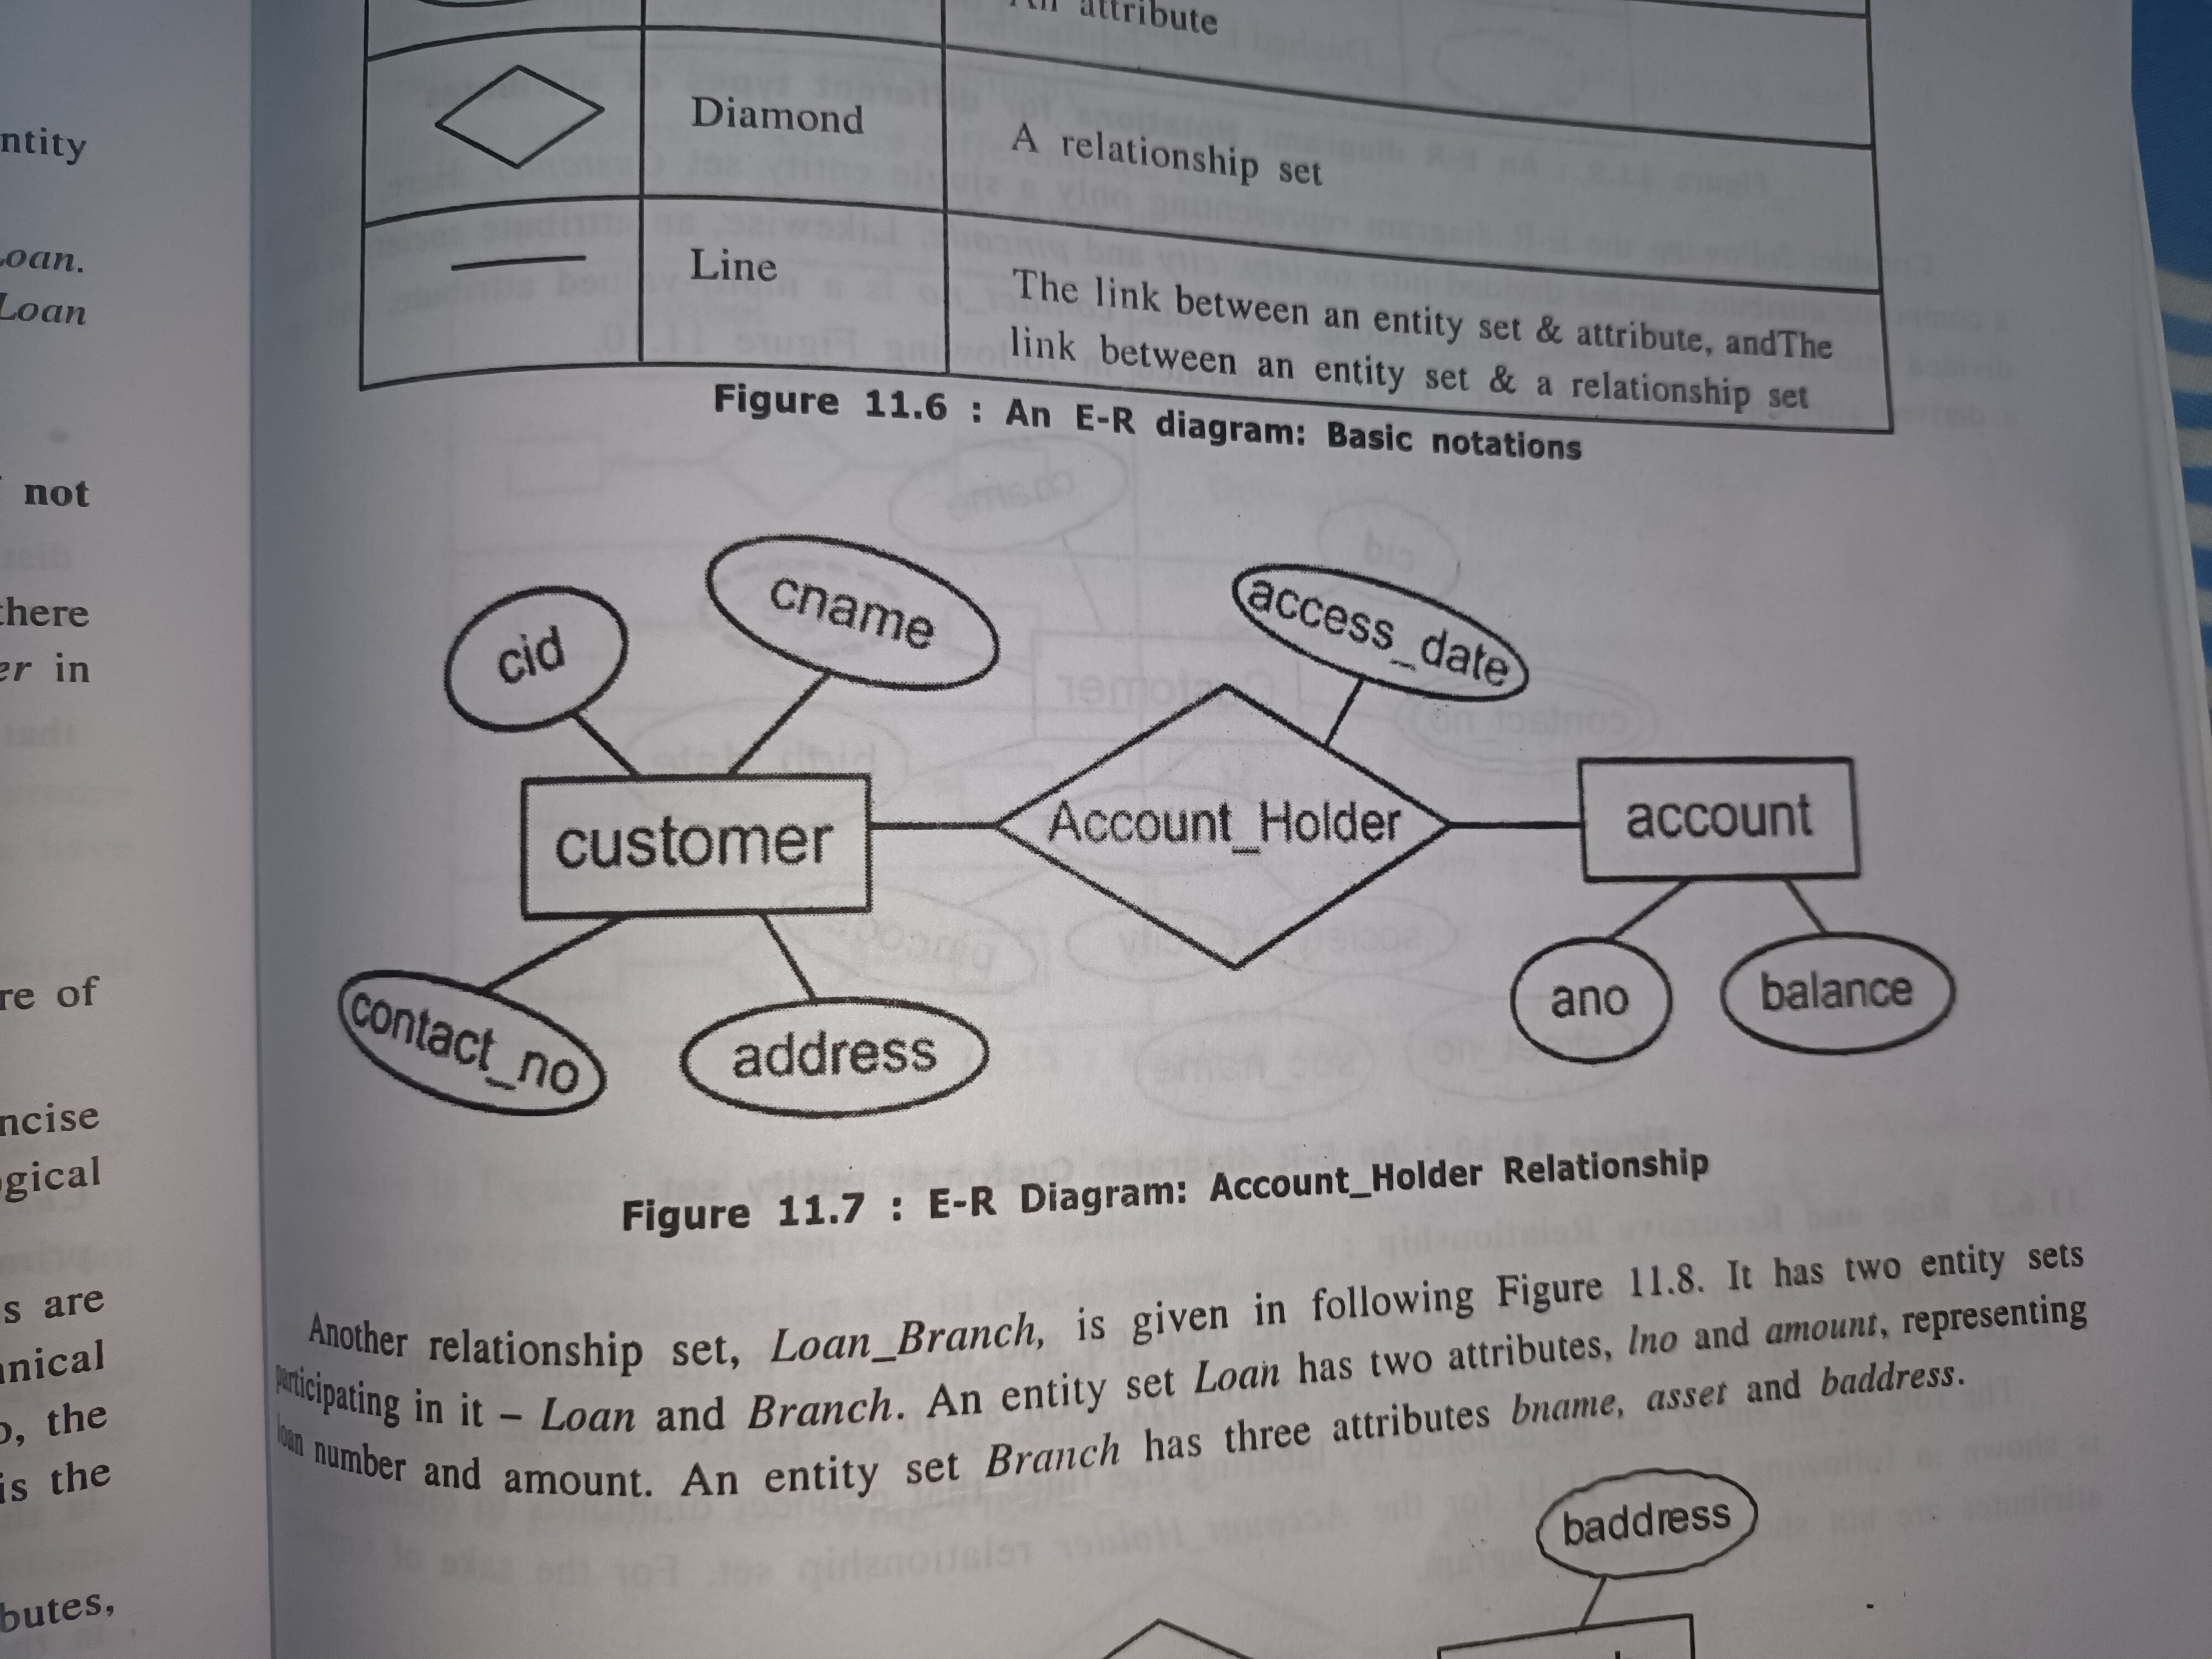 ntity
oan.
Loan
not
here
er in
re of
ncise
gical
s are
nical
, the
is the
butes,
An attribute
Diamond
A relationship set
Line
The link between an entity set & attribute, andThe
link between an entity set & a relationship set
Figure 11.6 : An E-R diagram: Basic notations
cid
cname
access_date
customer
Account_Holder
account
contact_no
address
ano
balance
Figure 11.7 : E-R Diagram: Account_Holder Relationship
Another relationship set, Loan_Branch, is given in following Figure 11.8. It has two entity sets
participating in it – Loan and Branch. An entity set Loan has two attributes, lno and amount, representing
loan number and amount. An entity set Branch has three attributes bname, asset and baddress.
baddress